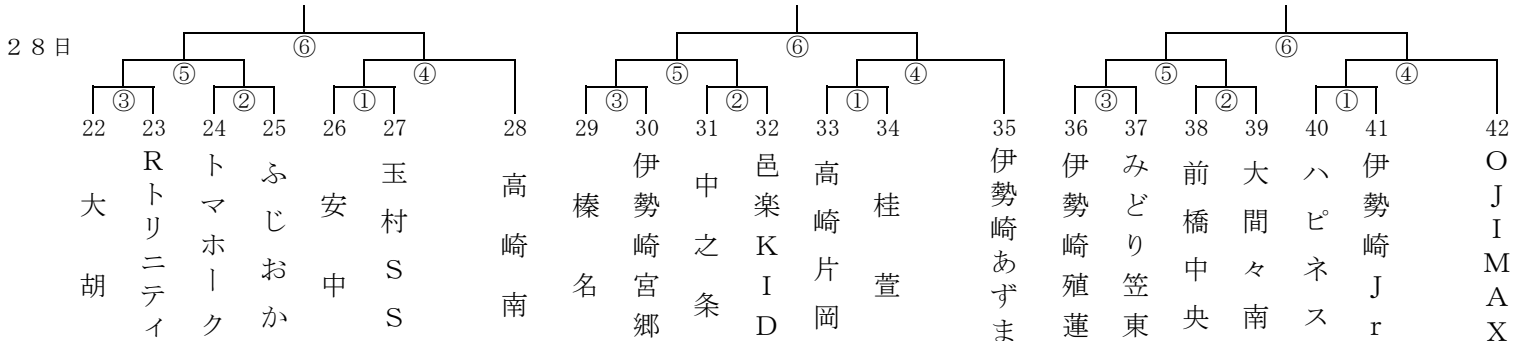 ⑥ ⑥ ⑥
28日
⑤ ④ ⑤ ④ ⑤ ④
③ ② ① ③ ② ① ③ ② ①
22 23 24 25 26 27 28 29 30 31 32 33 34 35 36 37 38 39 40 41 42
大胡
Rトリニティ
トマホーク
ふじおか
安中
玉村SS
高崎南
榛名
伊勢崎宮郷
中之条
邑楽KID
高崎片岡
桂萱
伊勢崎あずま
伊勢崎殖蓮
みどり笠東
前橋中央
大間々南
ハピネス
伊勢崎Jr
OJIMAX